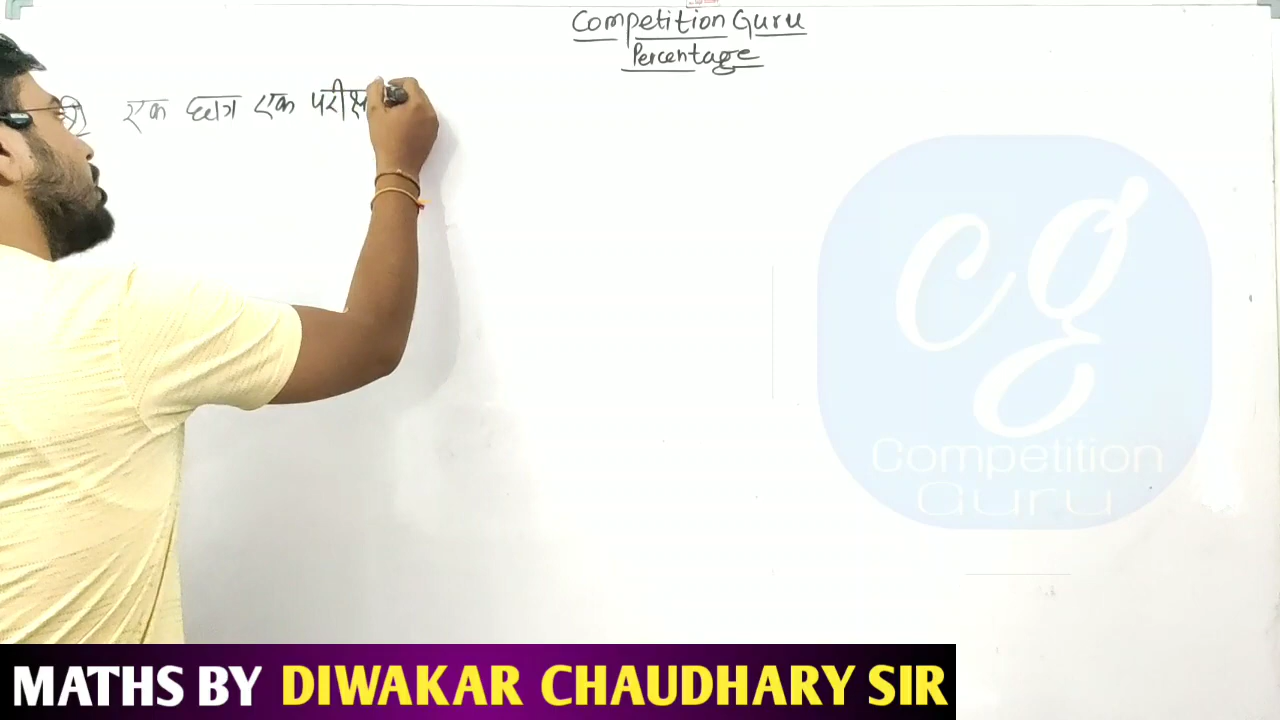 Competition Guru
Percentage
एक छात्र एक परीक्ष
Competition
Guru
MATHS BY DIWAKAR CHAUDHARY SIR